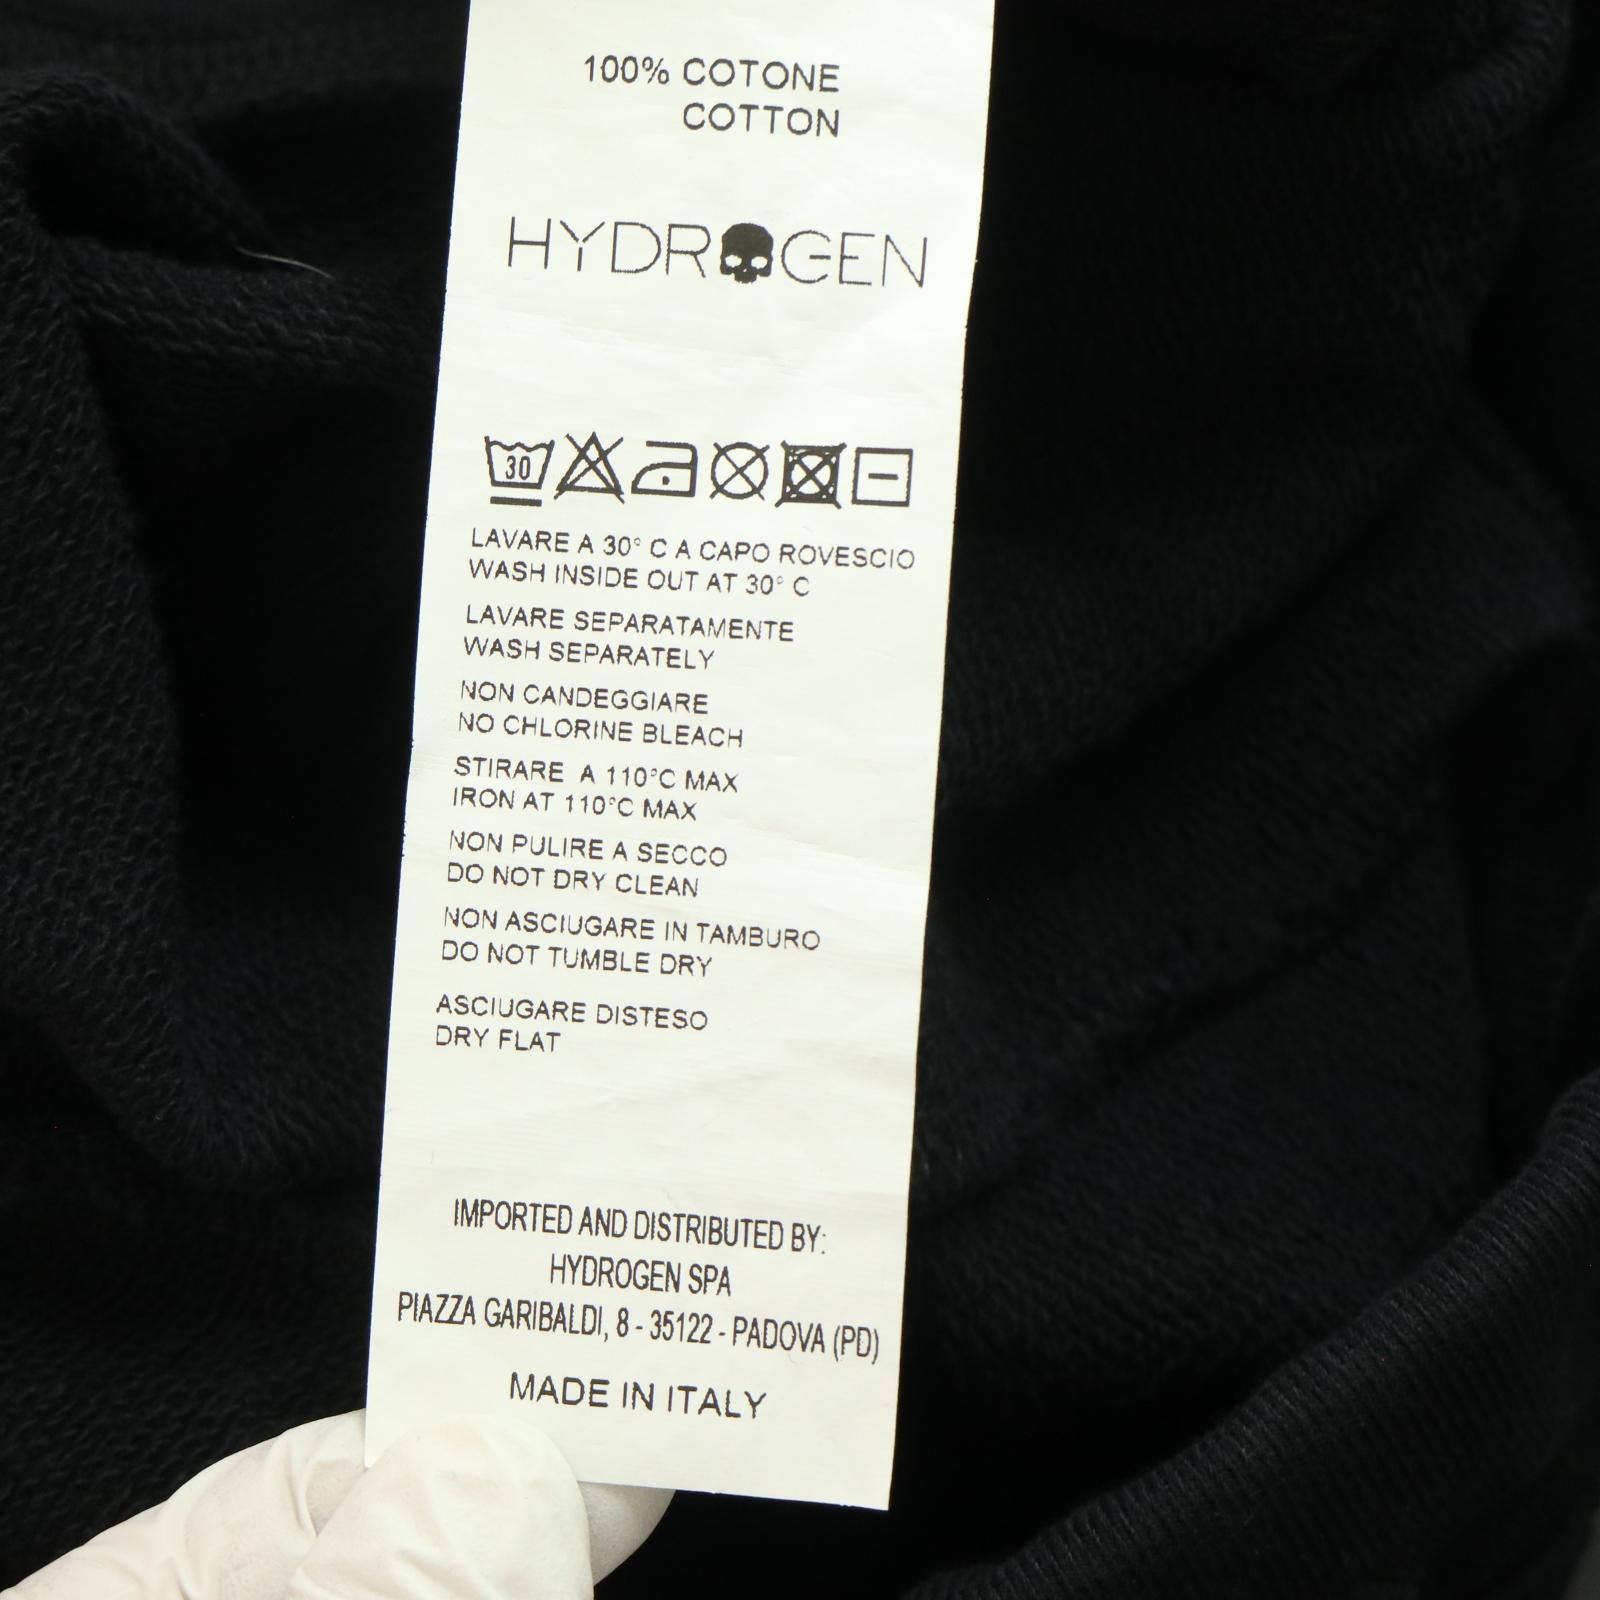 100% COTONE
COTTON
HYDROGEN
30
LAVARE A 30° C A CAPO ROVESCIO
WASH INSIDE OUT AT 30° C
LAVARE SEPARATAMENTE
WASH SEPARATELY
NON CANDEGGIARE
NO CHLORINE BLEACH
STIRARE A 110°C MAX
IRON AT 110°C MAX
NON PULIRE A SECCO
DO NOT DRY CLEAN
NON ASCIUGARE IN TAMBURO
DO NOT TUMBLE DRY
ASCIUGARE DISTESO
DRY FLAT
IMPORTED AND DISTRIBUTED BY:
HYDROGEN SPA
PIAZZA GARIBALDI, 8 - 35122 - PADOVA (PD)
MADE IN ITALY